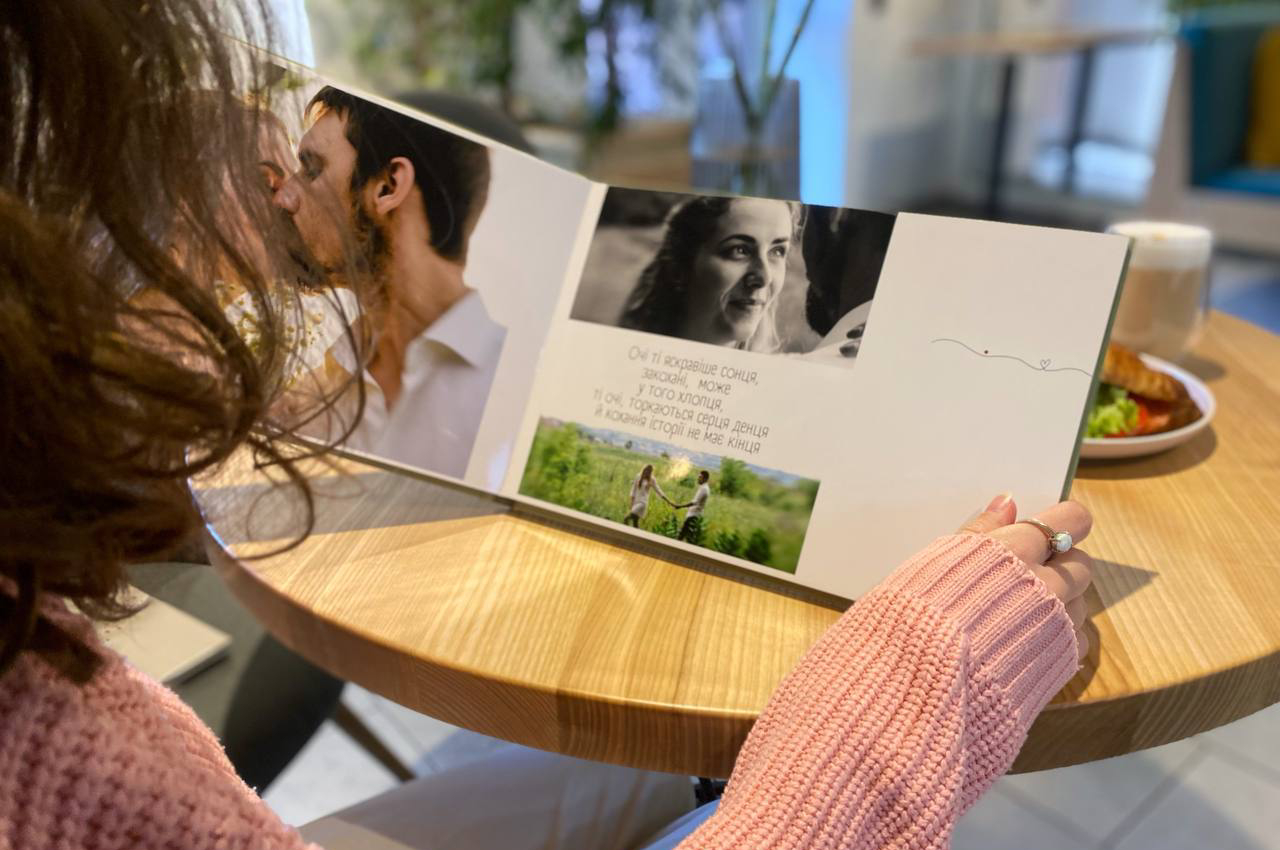 Очі ті яскравіше сонця,
закохані, може
у того хлопця,
ті очі, торкаються серця денця
й кохання історії не має кінця